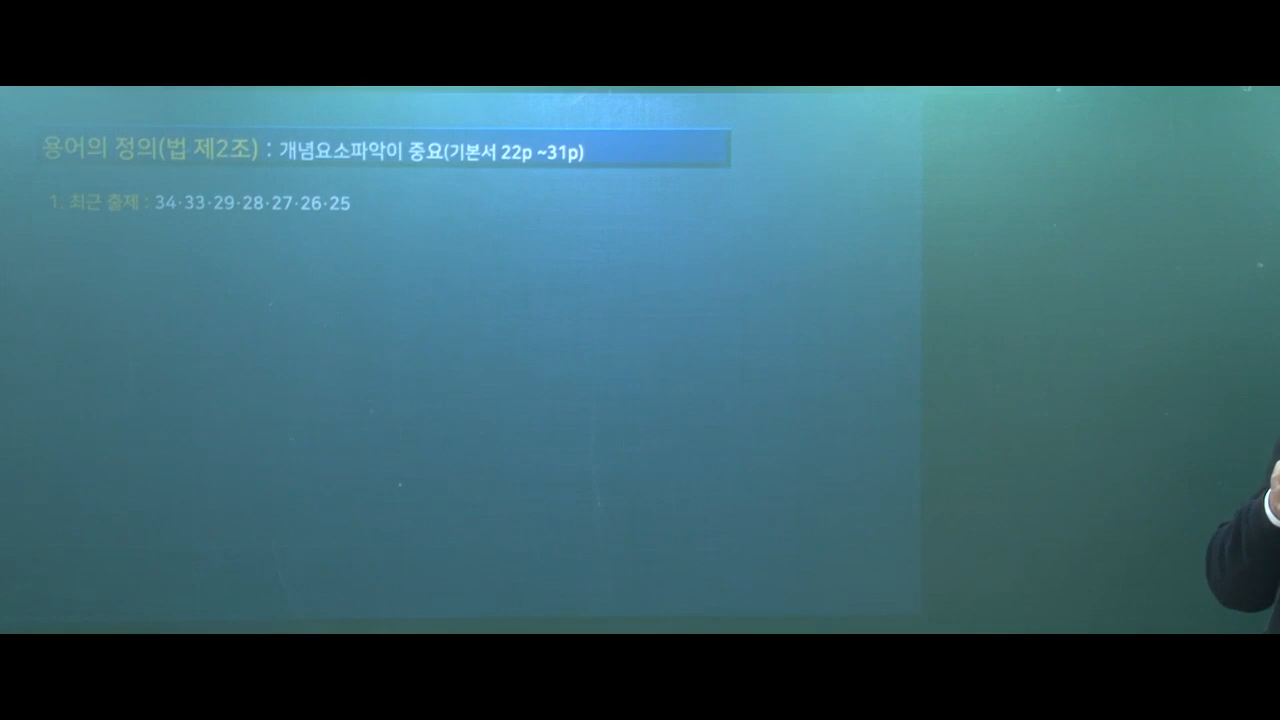 용어의 정의(법 제2조) : 개념요소파악이 중요(기본서 22p ~31p)
1. 최근 출제 : 34·33·29·28·27·26·25